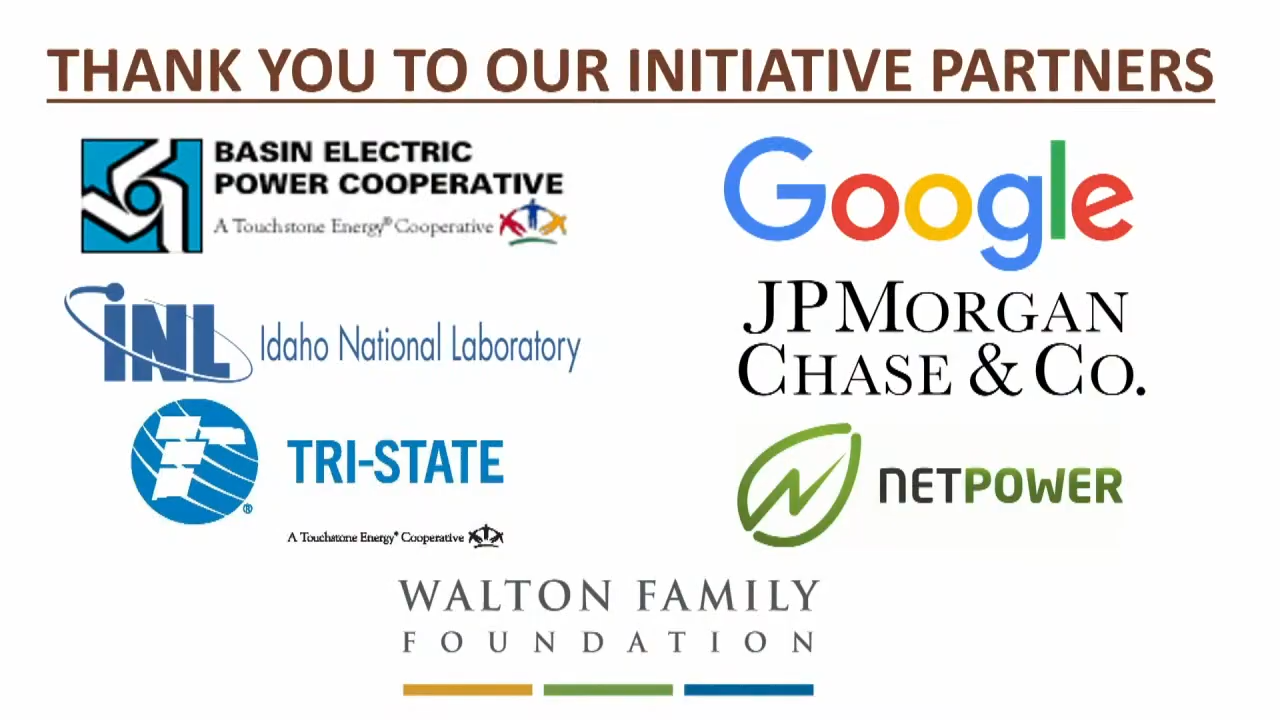 THANK YOU TO OUR INITIATIVE PARTNERS
BASIN ELECTRIC
POWER COOPERATIVE
A Touchstone Energy® Cooperative
Google
INL Idaho National Laboratory
JPMORGAN
CHASE & CO.
TRI-STATE
®
A Touchstone Energy® Cooperative
NETPOWER
WALTON FAMILY
FOUNDATION